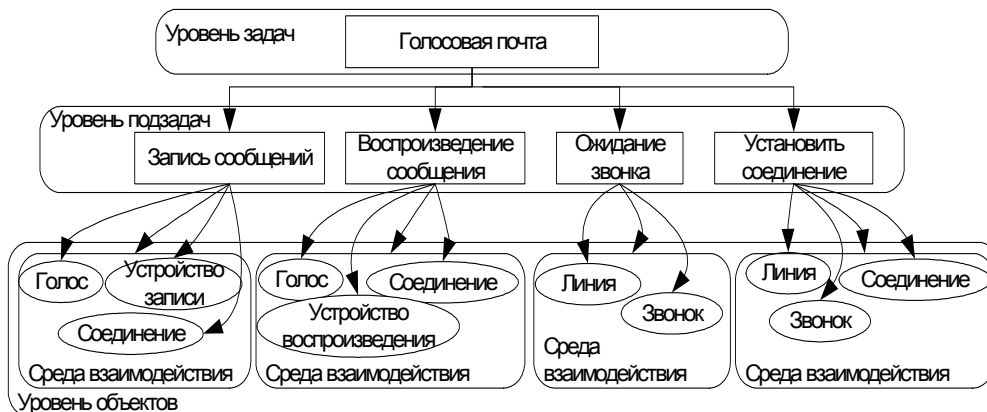 Уровень задач
Голосовая почта
Уровень подзадач
Запись сообщений
Воспроизведение
сообщения
Ожидание
звонка
Установить
соединение
Голос
Устройство
записи
Соединение
Среда взаимодействия
Голос
Соединение
Устройство
воспроизведения
Среда взаимодействия
Линия
Звонок
Среда
взаимодействия
Линия
Соединение
Звонок
Среда взаимодействия
Уровень объектов